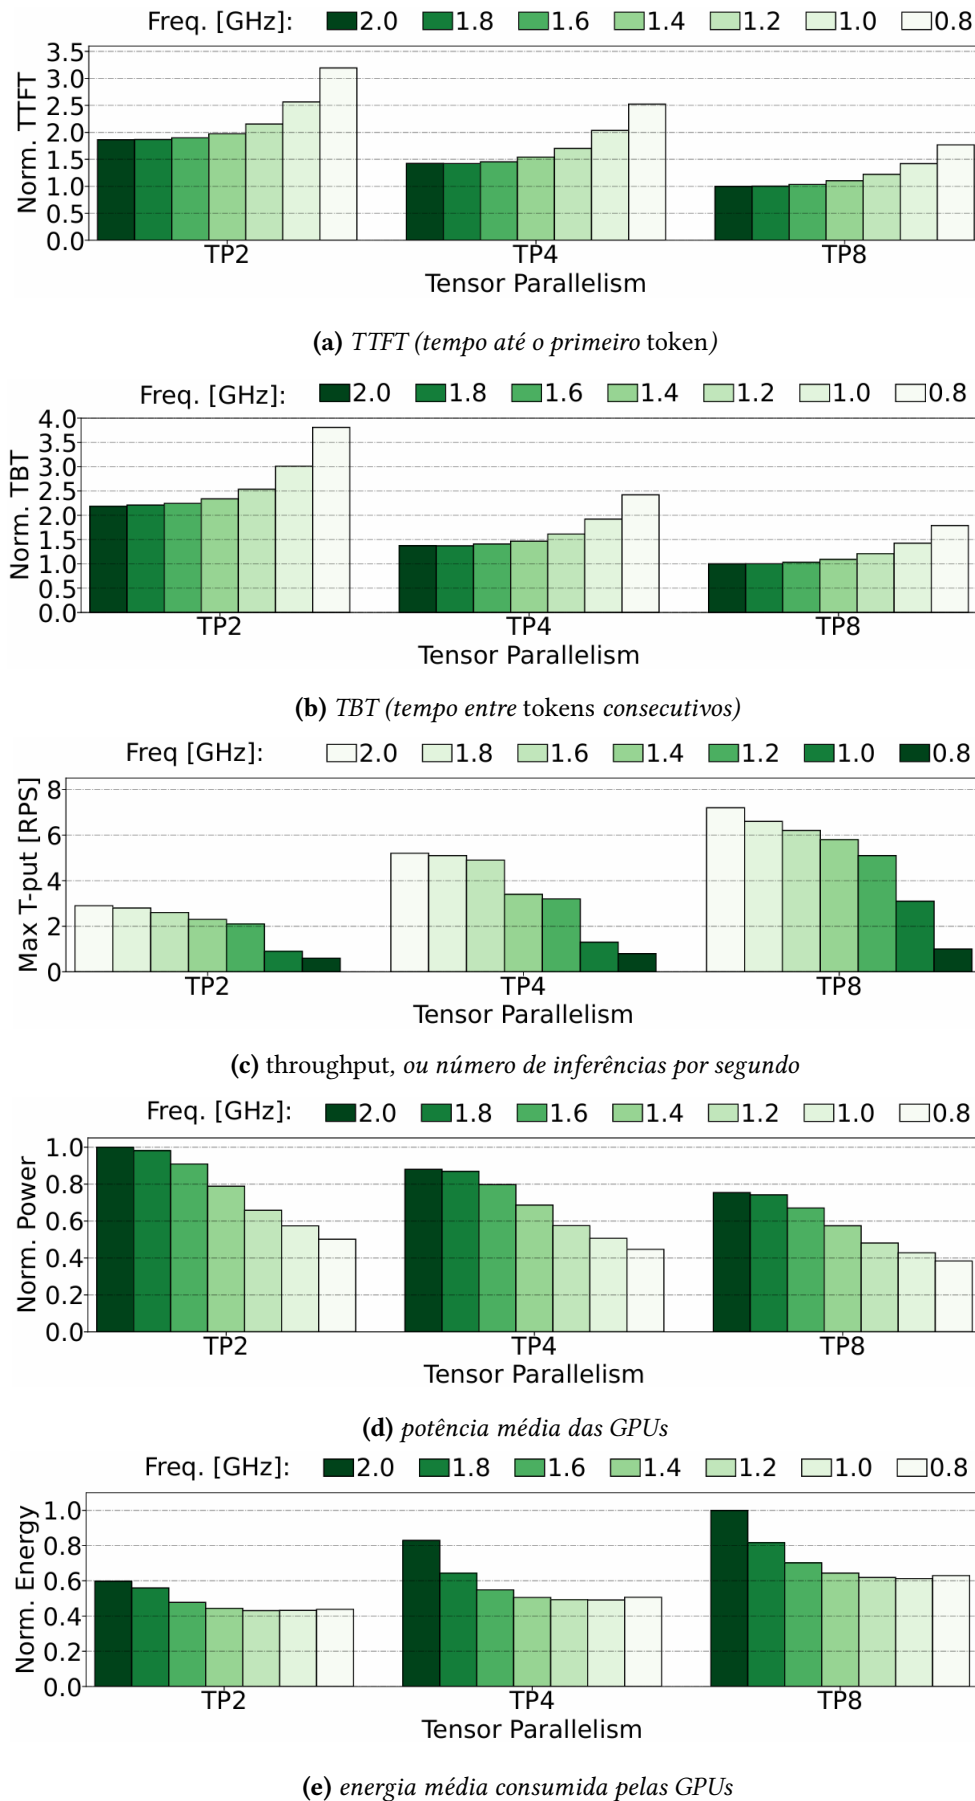 Freq. [GHz]: 2.0 1.8 1.6 1.4 1.2 1.0 0.8
Norm. TTFT
3.5
3.0
2.5
2.0
1.5
1.0
0.5
0.0
TP2 TP4 TP8
Tensor Parallelism
(a) TTFT (tempo até o primeiro token)
Freq. [GHz]: 2.0 1.8 1.6 1.4 1.2 1.0 0.8
Norm. TBT
4.0
3.5
3.0
2.5
2.0
1.5
1.0
0.5
0.0
TP2 TP4 TP8
Tensor Parallelism
(b) TBT (tempo entre tokens consecutivos)
Freq [GHz]: 2.0 1.8 1.6 1.4 1.2 1.0 0.8
Max T-put [RPS]
8
6
4
2
0
TP2 TP4 TP8
Tensor Parallelism
(c) throughput, ou número de inferências por segundo
Freq. [GHz]: 2.0 1.8 1.6 1.4 1.2 1.0 0.8
Norm. Power
1.0
0.8
0.6
0.4
0.2
0.0
TP2 TP4 TP8
Tensor Parallelism
(d) potência média das GPUs
Freq. [GHz]: 2.0 1.8 1.6 1.4 1.2 1.0 0.8
Norm. Energy
1.0
0.8
0.6
0.4
0.2
0.0
TP2 TP4 TP8
Tensor Parallelism
(e) energia média consumida pelas GPUs